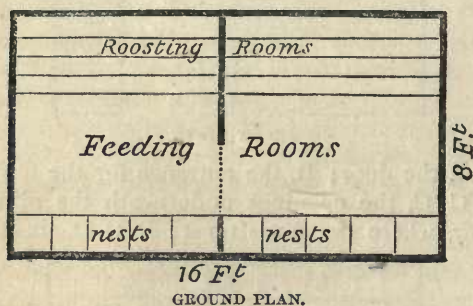 Roosting Rooms
Feeding Rooms
8 Ft
nests nests
16 Ft
GROUND PLAN.